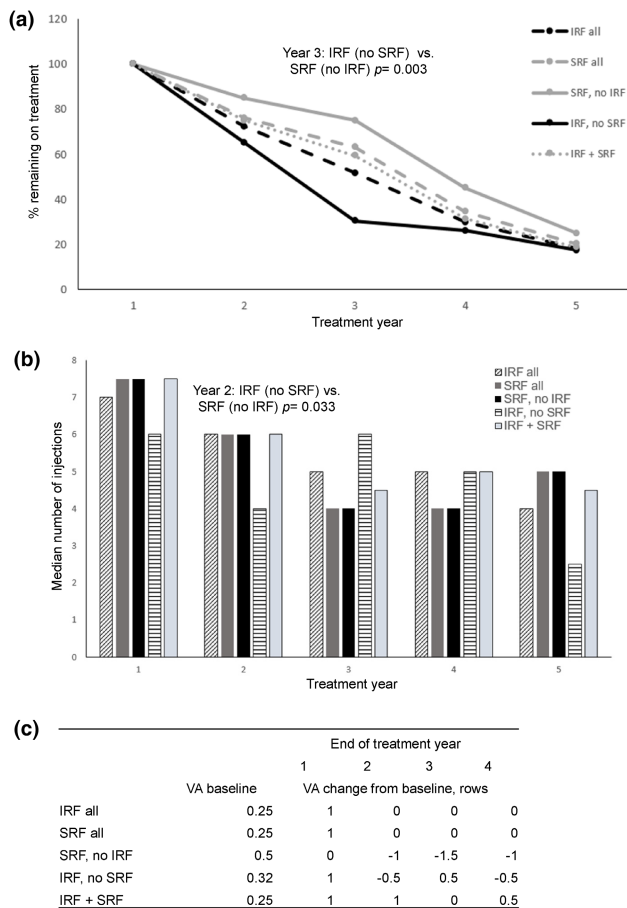 (a)
120
100
80
60
40
20
0
% remaining on treatment
Year 3: IRF (no SRF) vs.
SRF (no IRF) p= 0.003
IRF all
SRF all
SRF, no IRF
IRF, no SRF
IRF + SRF
1 2 3 4 5
Treatment year
(b)
8
7
6
5
4
3
2
1
0
Median number of injections
Year 2: IRF (no SRF) vs.
SRF (no IRF) p= 0.033
IRF all
SRF all
SRF, no IRF
IRF, no SRF
IRF + SRF
1 2 3 4 5
Treatment year
(c)
End of treatment year
1 2 3 4
VA baseline VA change from baseline, rows
IRF all 0.25 1 0 0 0
SRF all 0.25 1 0 0 0
SRF, no IRF 0.5 0 -1 -1.5 -1
IRF, no SRF 0.32 1 -0.5 0.5 -0.5
IRF + SRF 0.25 1 1 0 0.5